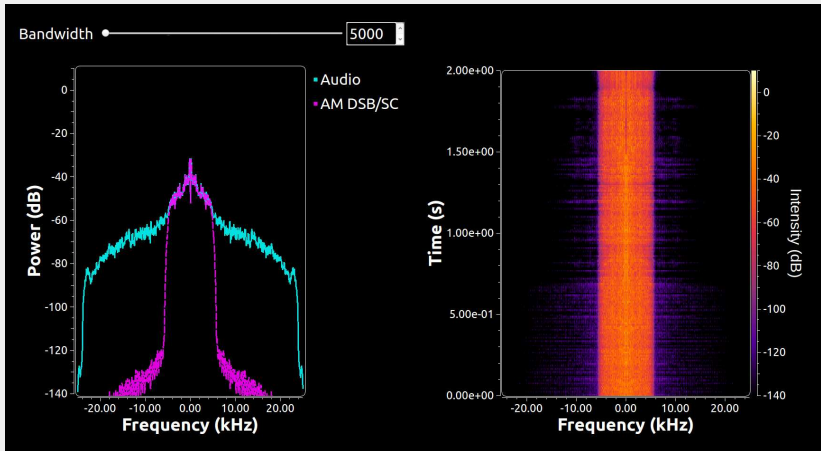 Bandwidth 5000
Audio
AM DSB/SC
0
-20
-40
-60
-80
-100
-120
-140
Power (dB)
-20.00 -10.00 0.00 10.00 20.00
Frequency (kHz)
2.00e+00
1.50e+00
1.00e+00
5.00e-01
0.00e+00
Time (s)
-20.00 -10.00 0.00 10.00 20.00
Frequency (kHz)
0
-20
-40
-60
-80
-100
-120
-140
Intensity (dB)